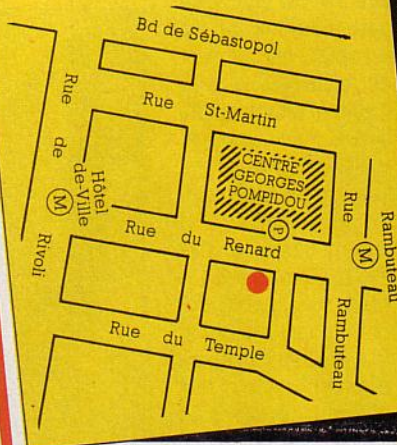 Bd de Sébastopol
Rue St-Martin
CENTRE
GEORGES
POMPIDOU
P
Rue de Rivoli
Hôtel
de-Ville
M
Rue Rambuteau
Rambuteau
M
Rue du Renard
Rue du Temple